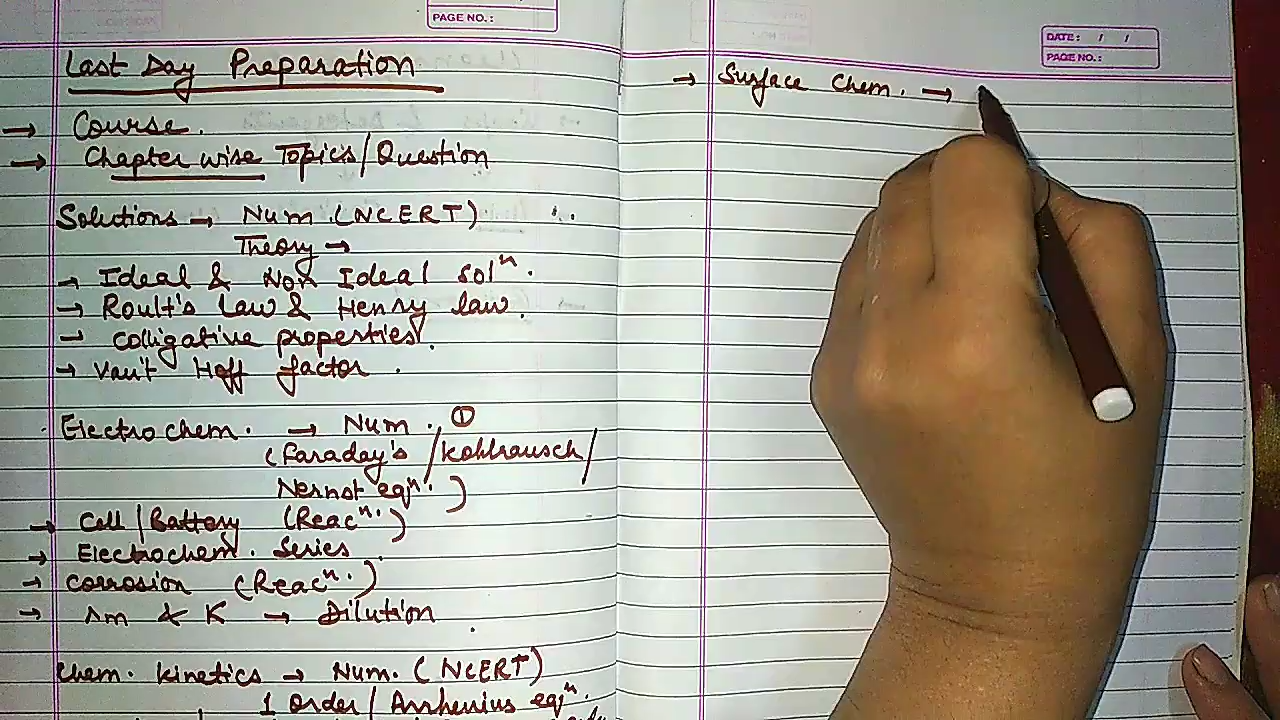 PAGE NO.:
Last Day Preparation
→ Course.
→ Chapter wise Topics/Question
Solutions → Num. (NCERT)
Theory →
→ Ideal & Non Ideal solⁿ.
→ Roult's law & Henry law.
→ Colligative properties.
→ Van't Hoff factor.
Electrochem. → Num. ①
(Faraday's/Kohlrausch/
Nernst eqⁿ.)
→ Cell/Battery (Reacⁿ.)
→ Electrochem. Series.
→ Corrosion (Reacⁿ.)
→ Λm & K → Dilution
Chem. kinetics → Num. (NCERT)
1 Order/Arrhenius eqⁿ.
DATE: / /
PAGE NO.:
→ Surface Chem. →